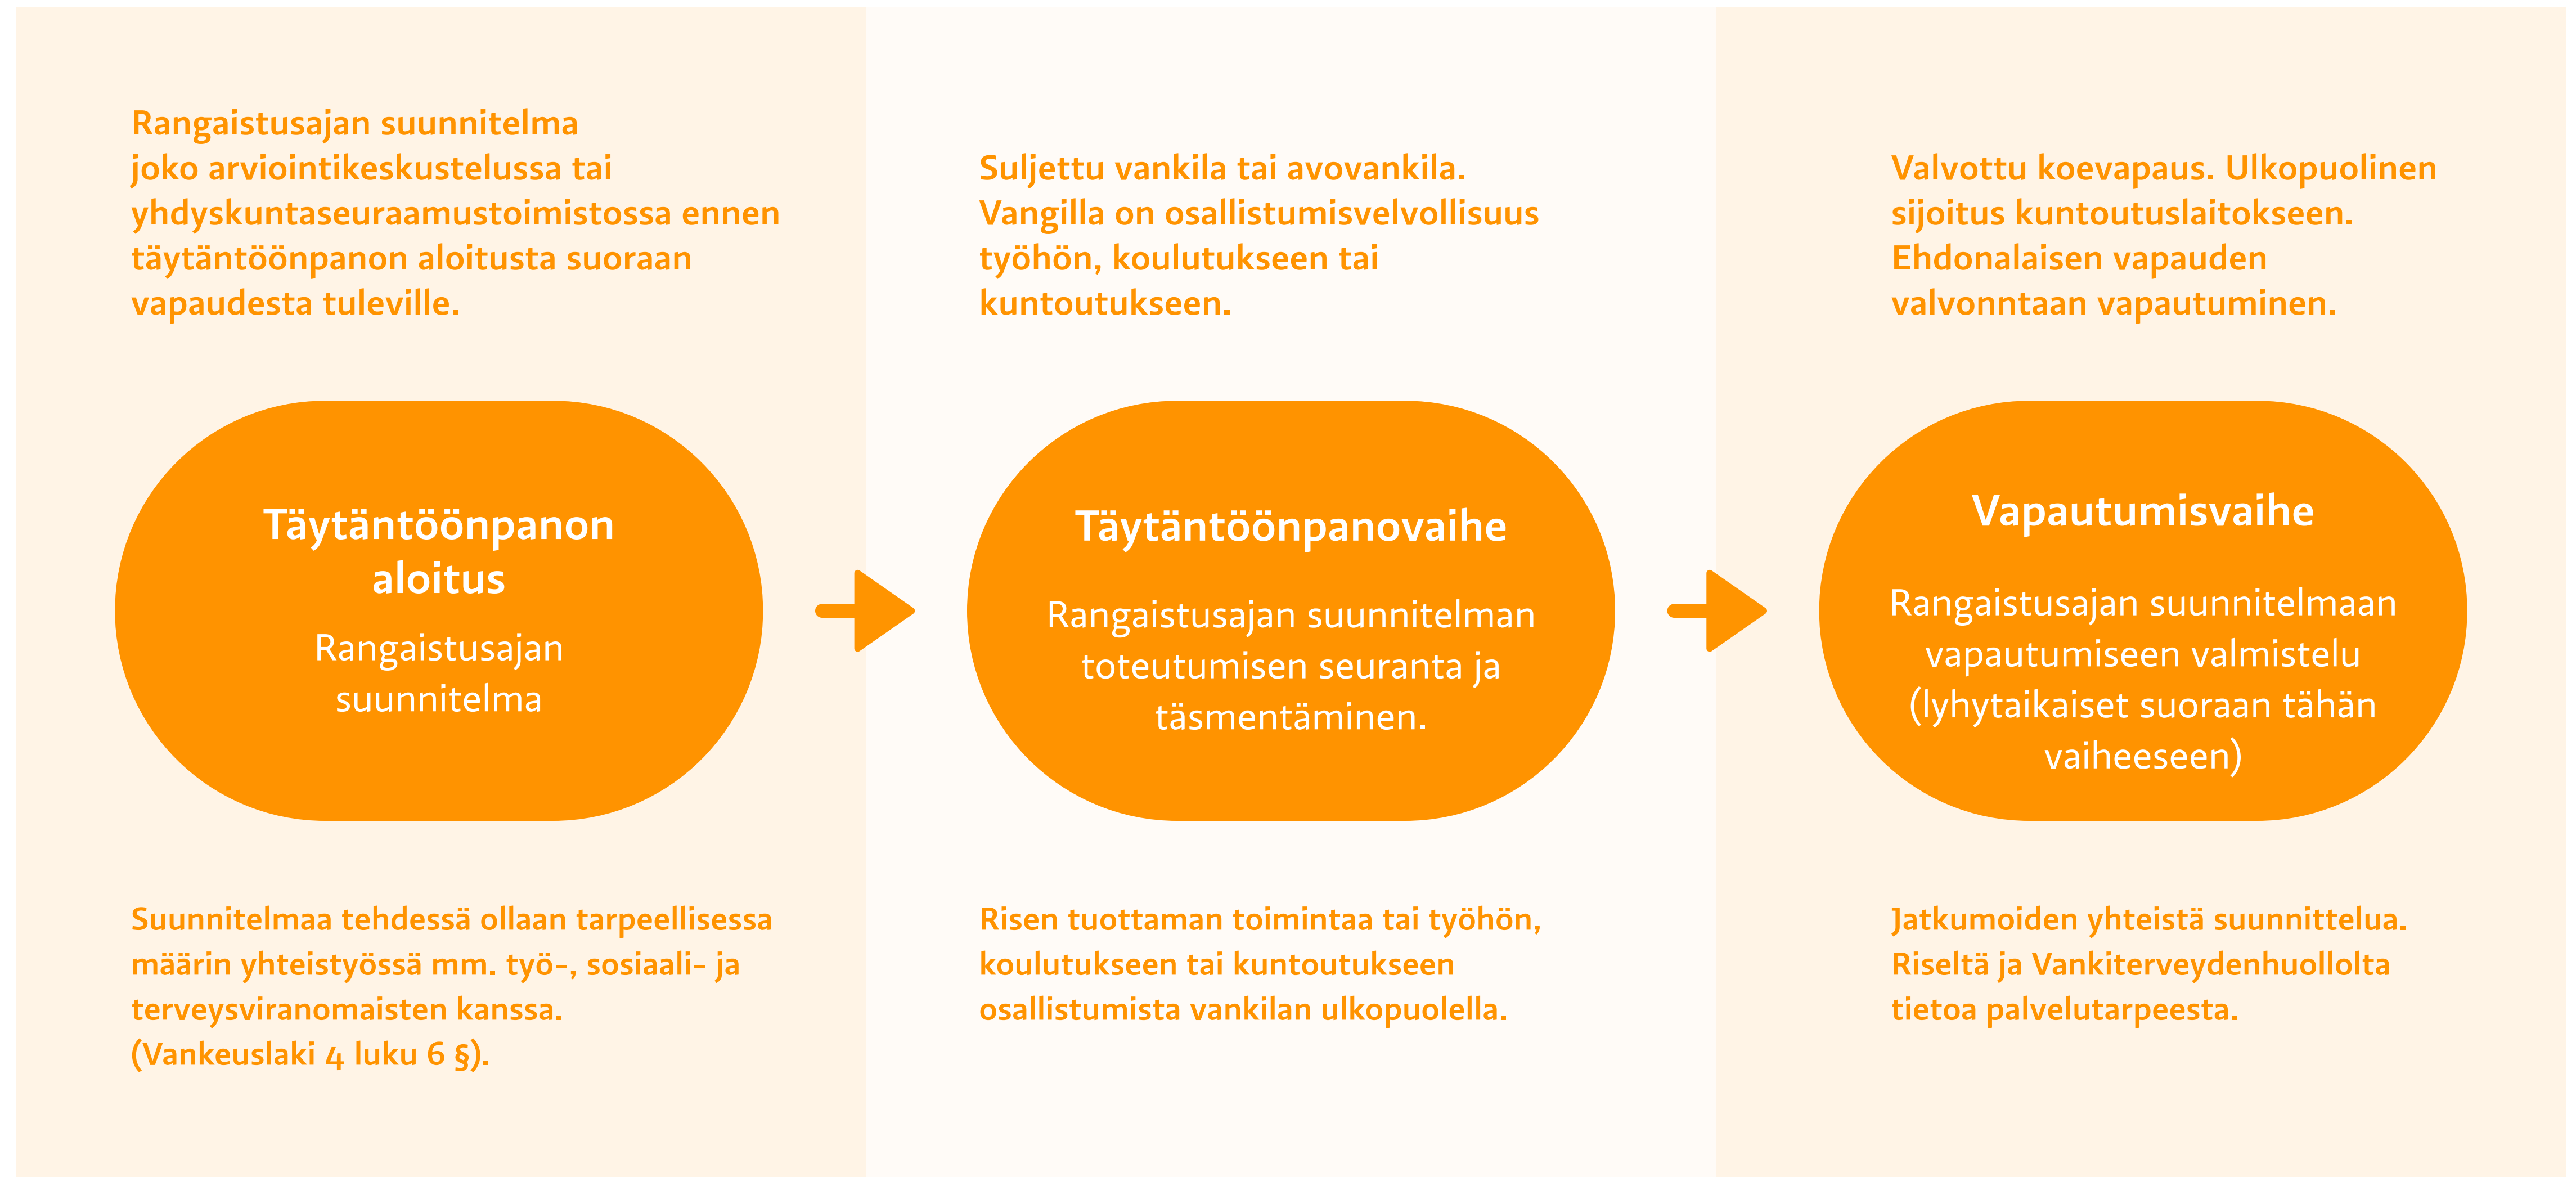 Rangaistusajan suunnitelma
joko arviointikeskustelussa tai
yhdyskuntaseuraamustoimistossa ennen
täytäntöönpanon aloitusta suoraan
vapaudesta tuleville.
Täytäntöönpanon
aloitus
Rangaistusajan
suunnitelma
Suunnitelmaa tehdessä ollaan tarpeellisessa
määrin yhteistyössä mm. työ-, sosiaali- ja
terveysviranomaisten kanssa.
(Vankeuslaki 4 luku 6 §).
Suljettu vankila tai avovankila.
Vangilla on osallistumisvelvollisuus
työhön, koulutukseen tai
kuntoutukseen.
Täytäntöönpanovaihe
Rangaistusajan suunnitelman
toteutumisen seuranta ja
täsmentäminen.
Risen tuottaman toimintaa tai työhön,
koulutukseen tai kuntoutukseen
osallistumista vankilan ulkopuolella.
Valvottu koevapaus. Ulkopuolinen
sijoitus kuntoutuslaitokseen.
Ehdonalaisen vapauden
valvonntaan vapautuminen.
Vapautumisvaihe
Rangaistusajan suunnitelmaan
vapautumiseen valmistelu
(lyhytaikaiset suoraan tähän
vaiheeseen)
Jatkumoiden yhteistä suunnittelua.
Riseltä ja Vankiterveydenhuollolta
tietoa palvelutarpeesta.